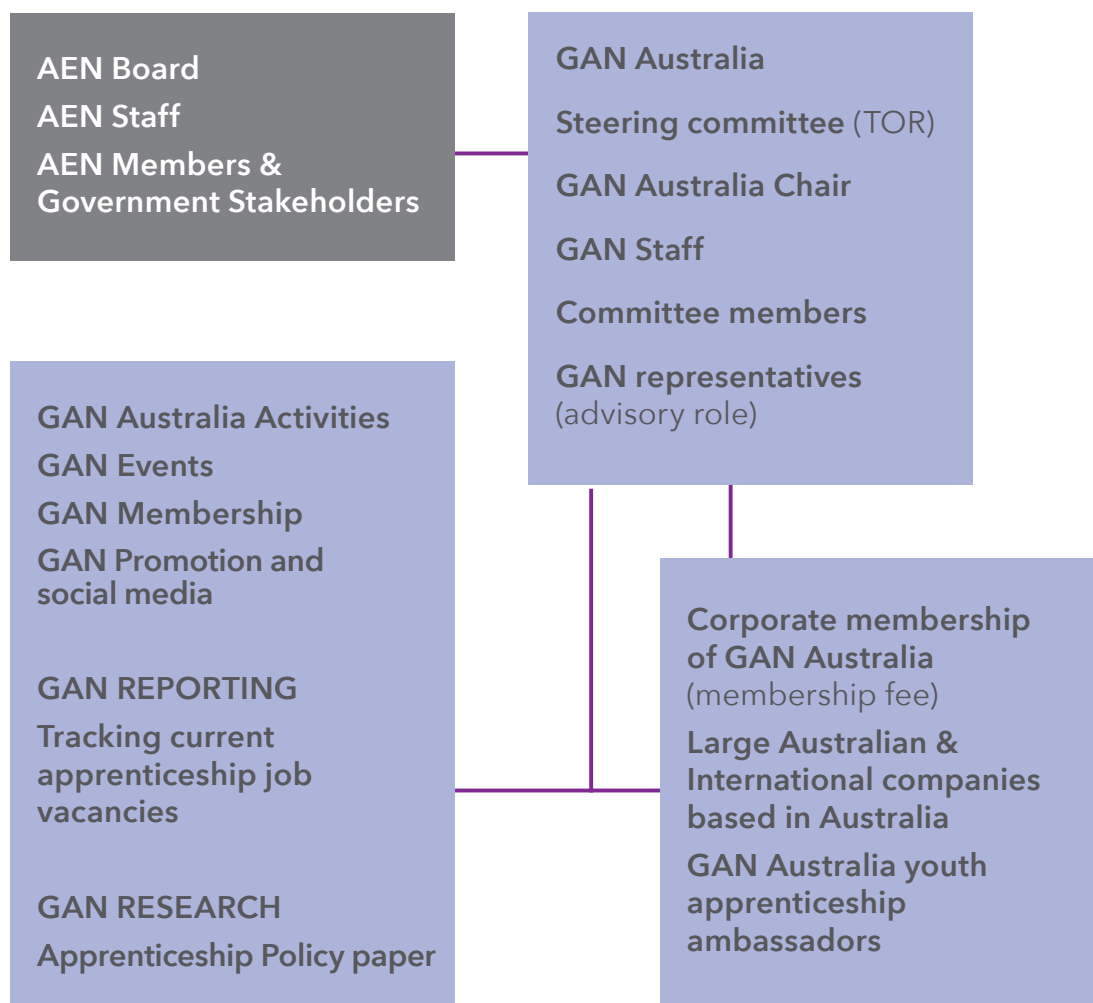 AEN Board
AEN Staff
AEN Members &
Government Stakeholders
GAN Australia
Steering committee (TOR)
GAN Australia Chair
GAN Staff
Committee members
GAN representatives
(advisory role)
GAN Australia Activities
GAN Events
GAN Membership
GAN Promotion and
social media
GAN REPORTING
Tracking current
apprenticeship job
vacancies
GAN RESEARCH
Apprenticeship Policy paper
Corporate membership
of GAN Australia
(membership fee)
Large Australian &
International companies
based in Australia
GAN Australia youth
apprenticeship
ambassadors